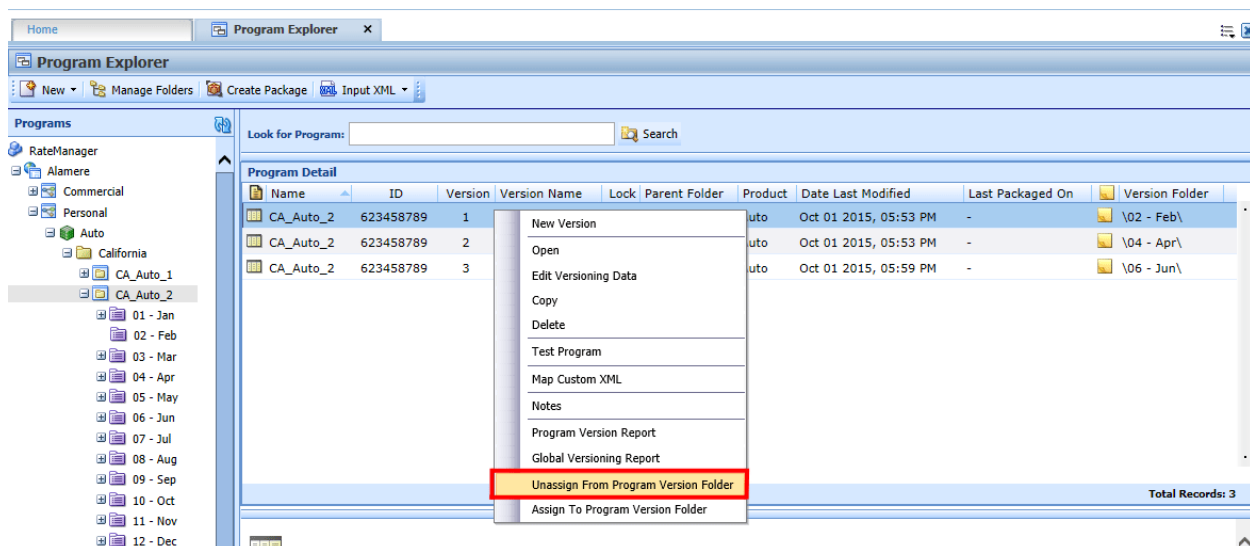 Home
Program Explorer x
Program Explorer
New Manage Folders Create Package Input XML
Programs
RateManager
Alamere
Commercial
Personal
Auto
California
CA_Auto_1
CA_Auto_2
01 - Jan
02 - Feb
03 - Mar
04 - Apr
05 - May
06 - Jun
07 - Jul
08 - Aug
09 - Sep
10 - Oct
11 - Nov
12 - Dec
Look for Program: Search
Program Detail
Name ID Version Version Name Lock Parent Folder Product Date Last Modified Last Packaged On Version Folder
CA_Auto_2 623458789 1 uto Oct 01 2015, 05:53 PM - \02 - Feb\
CA_Auto_2 623458789 2 uto Oct 01 2015, 05:53 PM - \04 - Apr\
CA_Auto_2 623458789 3 uto Oct 01 2015, 05:59 PM - \06 - Jun\
New Version
Open
Edit Versioning Data
Copy
Delete
Test Program
Map Custom XML
Notes
Program Version Report
Global Versioning Report
Unassign From Program Version Folder
Assign To Program Version Folder
Total Records: 3